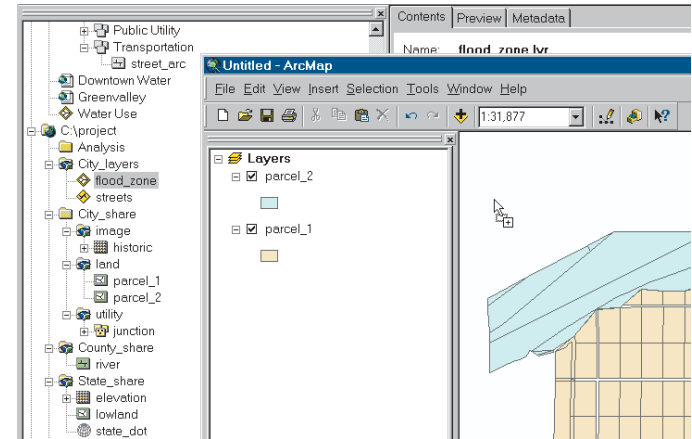 Public Utility
Transportation
street_arc
Downtown Water
Greenvalley
Water Use
C:\project
Analysis
City_layers
flood_zone
streets
City_share
image
historic
land
parcel_1
parcel_2
utility
junction
County_share
river
State_share
elevation
lowland
state_dot
Contents Preview Metadata
Name: flood_zone.lyr
Untitled - ArcMap
File Edit View Insert Selection Tools Window Help
1:31,877
Layers
parcel_2
parcel_1